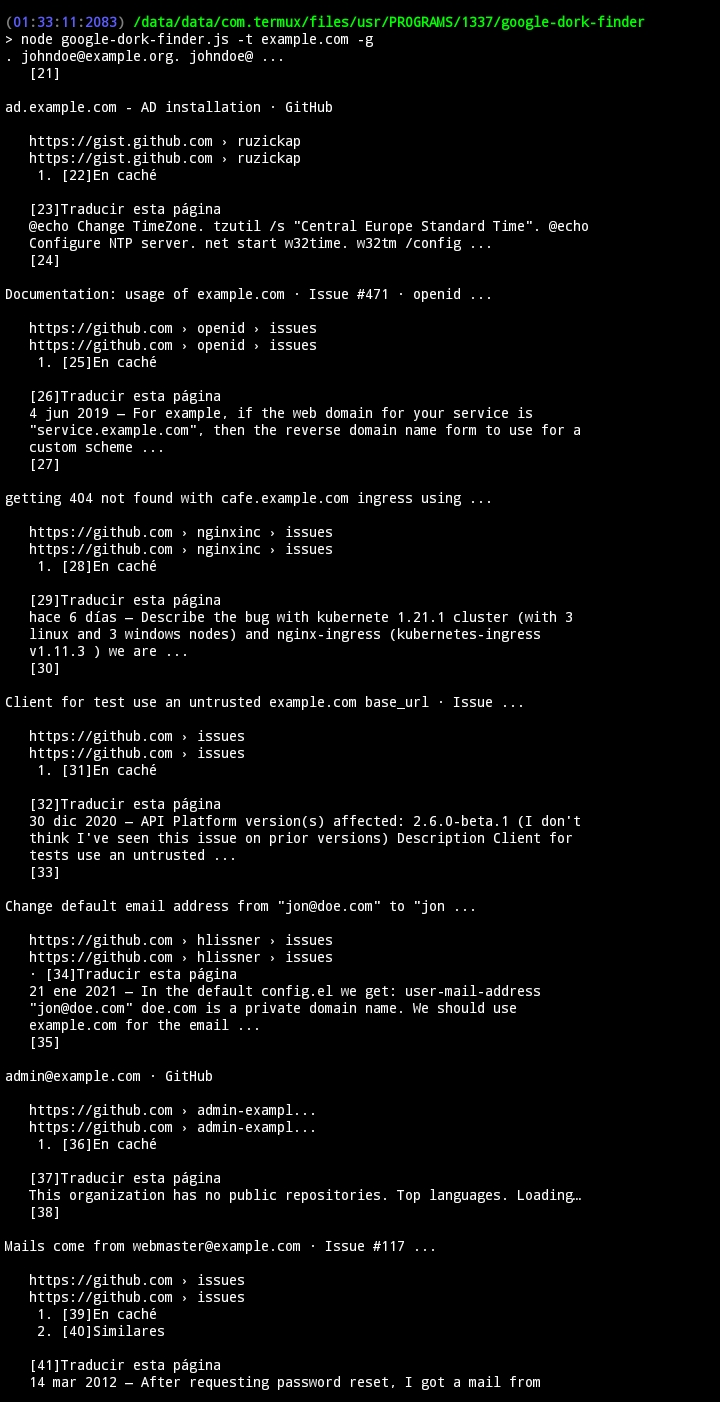 (01:33:11:2083) /data/data/com.termux/files/usr/PROGRAMS/1337/google-dork-finder
> node google-dork-finder.js -t example.com -g
. johndoe@example.org. johndoe@ ...
[21]
ad.example.com - AD installation · GitHub
https://gist.github.com › ruzickap
https://gist.github.com › ruzickap
1. [22]En caché
[23]Traducir esta página
@echo Change TimeZone. tzutil /s "Central Europe Standard Time". @echo
Configure NTP server. net start w32time. w32tm /config ...
[24]
Documentation: usage of example.com · Issue #471 · openid ...
https://github.com › openid › issues
https://github.com › openid › issues
1. [25]En caché
[26]Traducir esta página
4 jun 2019 — For example, if the web domain for your service is
"service.example.com", then the reverse domain name form to use for a
custom scheme ...
[27]
getting 404 not found with cafe.example.com ingress using ...
https://github.com › nginxinc › issues
https://github.com › nginxinc › issues
1. [28]En caché
[29]Traducir esta página
hace 6 días — Describe the bug with kubernete 1.21.1 cluster (with 3
linux and 3 windows nodes) and nginx-ingress (kubernetes-ingress
v1.11.3 ) we are ...
[30]
Client for test use an untrusted example.com base_url · Issue ...
https://github.com › issues
https://github.com › issues
1. [31]En caché
[32]Traducir esta página
30 dic 2020 — API Platform version(s) affected: 2.6.0-beta.1 (I don't
think I've seen this issue on prior versions) Description Client for
tests use an untrusted ...
[33]
Change default email address from "jon@doe.com" to "jon ...
https://github.com › hlissner › issues
https://github.com › hlissner › issues
· [34]Traducir esta página
21 ene 2021 — In the default config.el we get: user-mail-address
"jon@doe.com" doe.com is a private domain name. We should use
example.com for the email ...
[35]
admin@example.com · GitHub
https://github.com › admin-exampl...
https://github.com › admin-exampl...
1. [36]En caché
[37]Traducir esta página
This organization has no public repositories. Top languages. Loading…
[38]
Mails come from webmaster@example.com · Issue #117 ...
https://github.com › issues
https://github.com › issues
1. [39]En caché
2. [40]Similares
[41]Traducir esta página
14 mar 2012 — After requesting password reset, I got a mail from